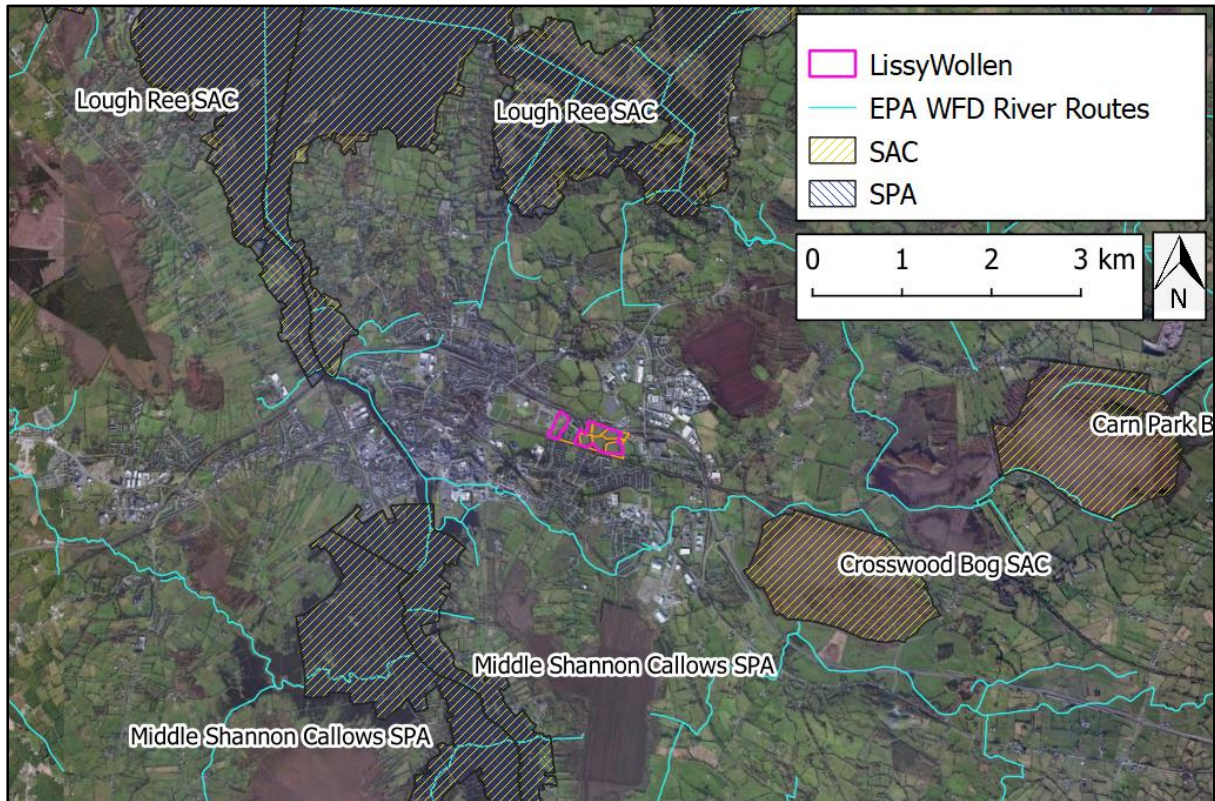 Lough Ree SAC
Lough Ree SAC
LissyWollen
EPA WFD River Routes
SAC
SPA
0 1 2 3 km
N
Carn Park B
Crosswood Bog SAC
Middle Shannon Callows SPA
Middle Shannon Callows SPA